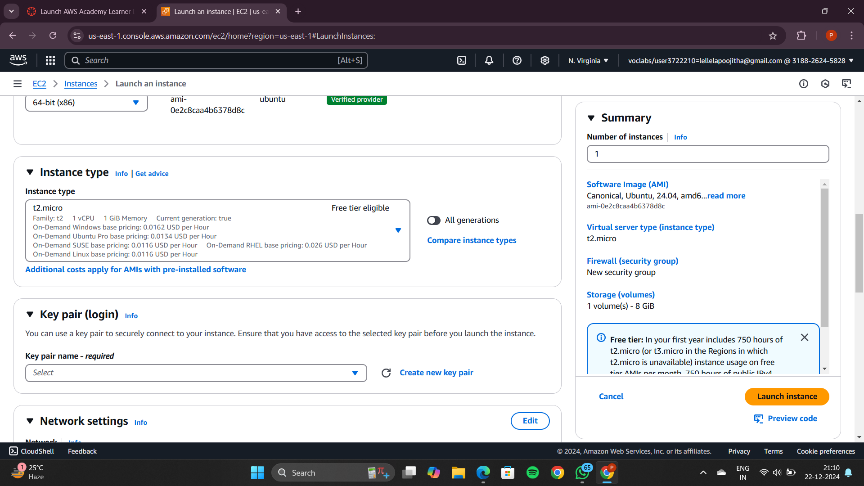 Launch AWS Academy Learner
Launch an instance | EC2 | us-e
us-east-1.console.aws.amazon.com/ec2/home?region=us-east-1#LaunchInstances:
P
aws
Search [Alt+S]
N. Virginia
voclabs/user3722210=lellelapoojitha@gmail.com @ 3188-2624-5828
EC2 > Instances > Launch an instance
64-bit (x86)
ami-
0e2c8caa4b6378d8c
ubuntu
Verified provider
Instance type Info | Get advice
Instance type
t2.micro Free tier eligible
Family: t2 1 vCPU 1 GiB Memory Current generation: true
On-Demand Windows base pricing: 0.0162 USD per Hour
On-Demand Ubuntu Pro base pricing: 0.0134 USD per Hour
On-Demand SUSE base pricing: 0.0116 USD per Hour On-Demand RHEL base pricing: 0.026 USD per Hour
On-Demand Linux base pricing: 0.0116 USD per Hour
All generations
Compare instance types
Additional costs apply for AMIs with pre-installed software
Key pair (login) Info
You can use a key pair to securely connect to your instance. Ensure that you have access to the selected key pair before you launch the instance.
Key pair name - required
Select
Create new key pair
Network settings Info
Edit
Network Info
Summary
Number of instances Info
1
Software Image (AMI)
Canonical, Ubuntu, 24.04, amd6...read more
ami-0e2c8caa4b6378d8c
Virtual server type (instance type)
t2.micro
Firewall (security group)
New security group
Storage (volumes)
1 volume(s) - 8 GiB
Free tier: In your first year includes 750 hours of
t2.micro (or t3.micro in the Regions in which
t2.micro is unavailable) instance usage on free
tier AMIs per month, 750 hours of public IPv4
Cancel
Launch instance
Preview code
CloudShell Feedback
© 2024, Amazon Web Services, Inc. or its affiliates. Privacy Terms Cookie preferences
1
25°C
Haze
Search
63
ENG
IN
21:10
22-12-2024